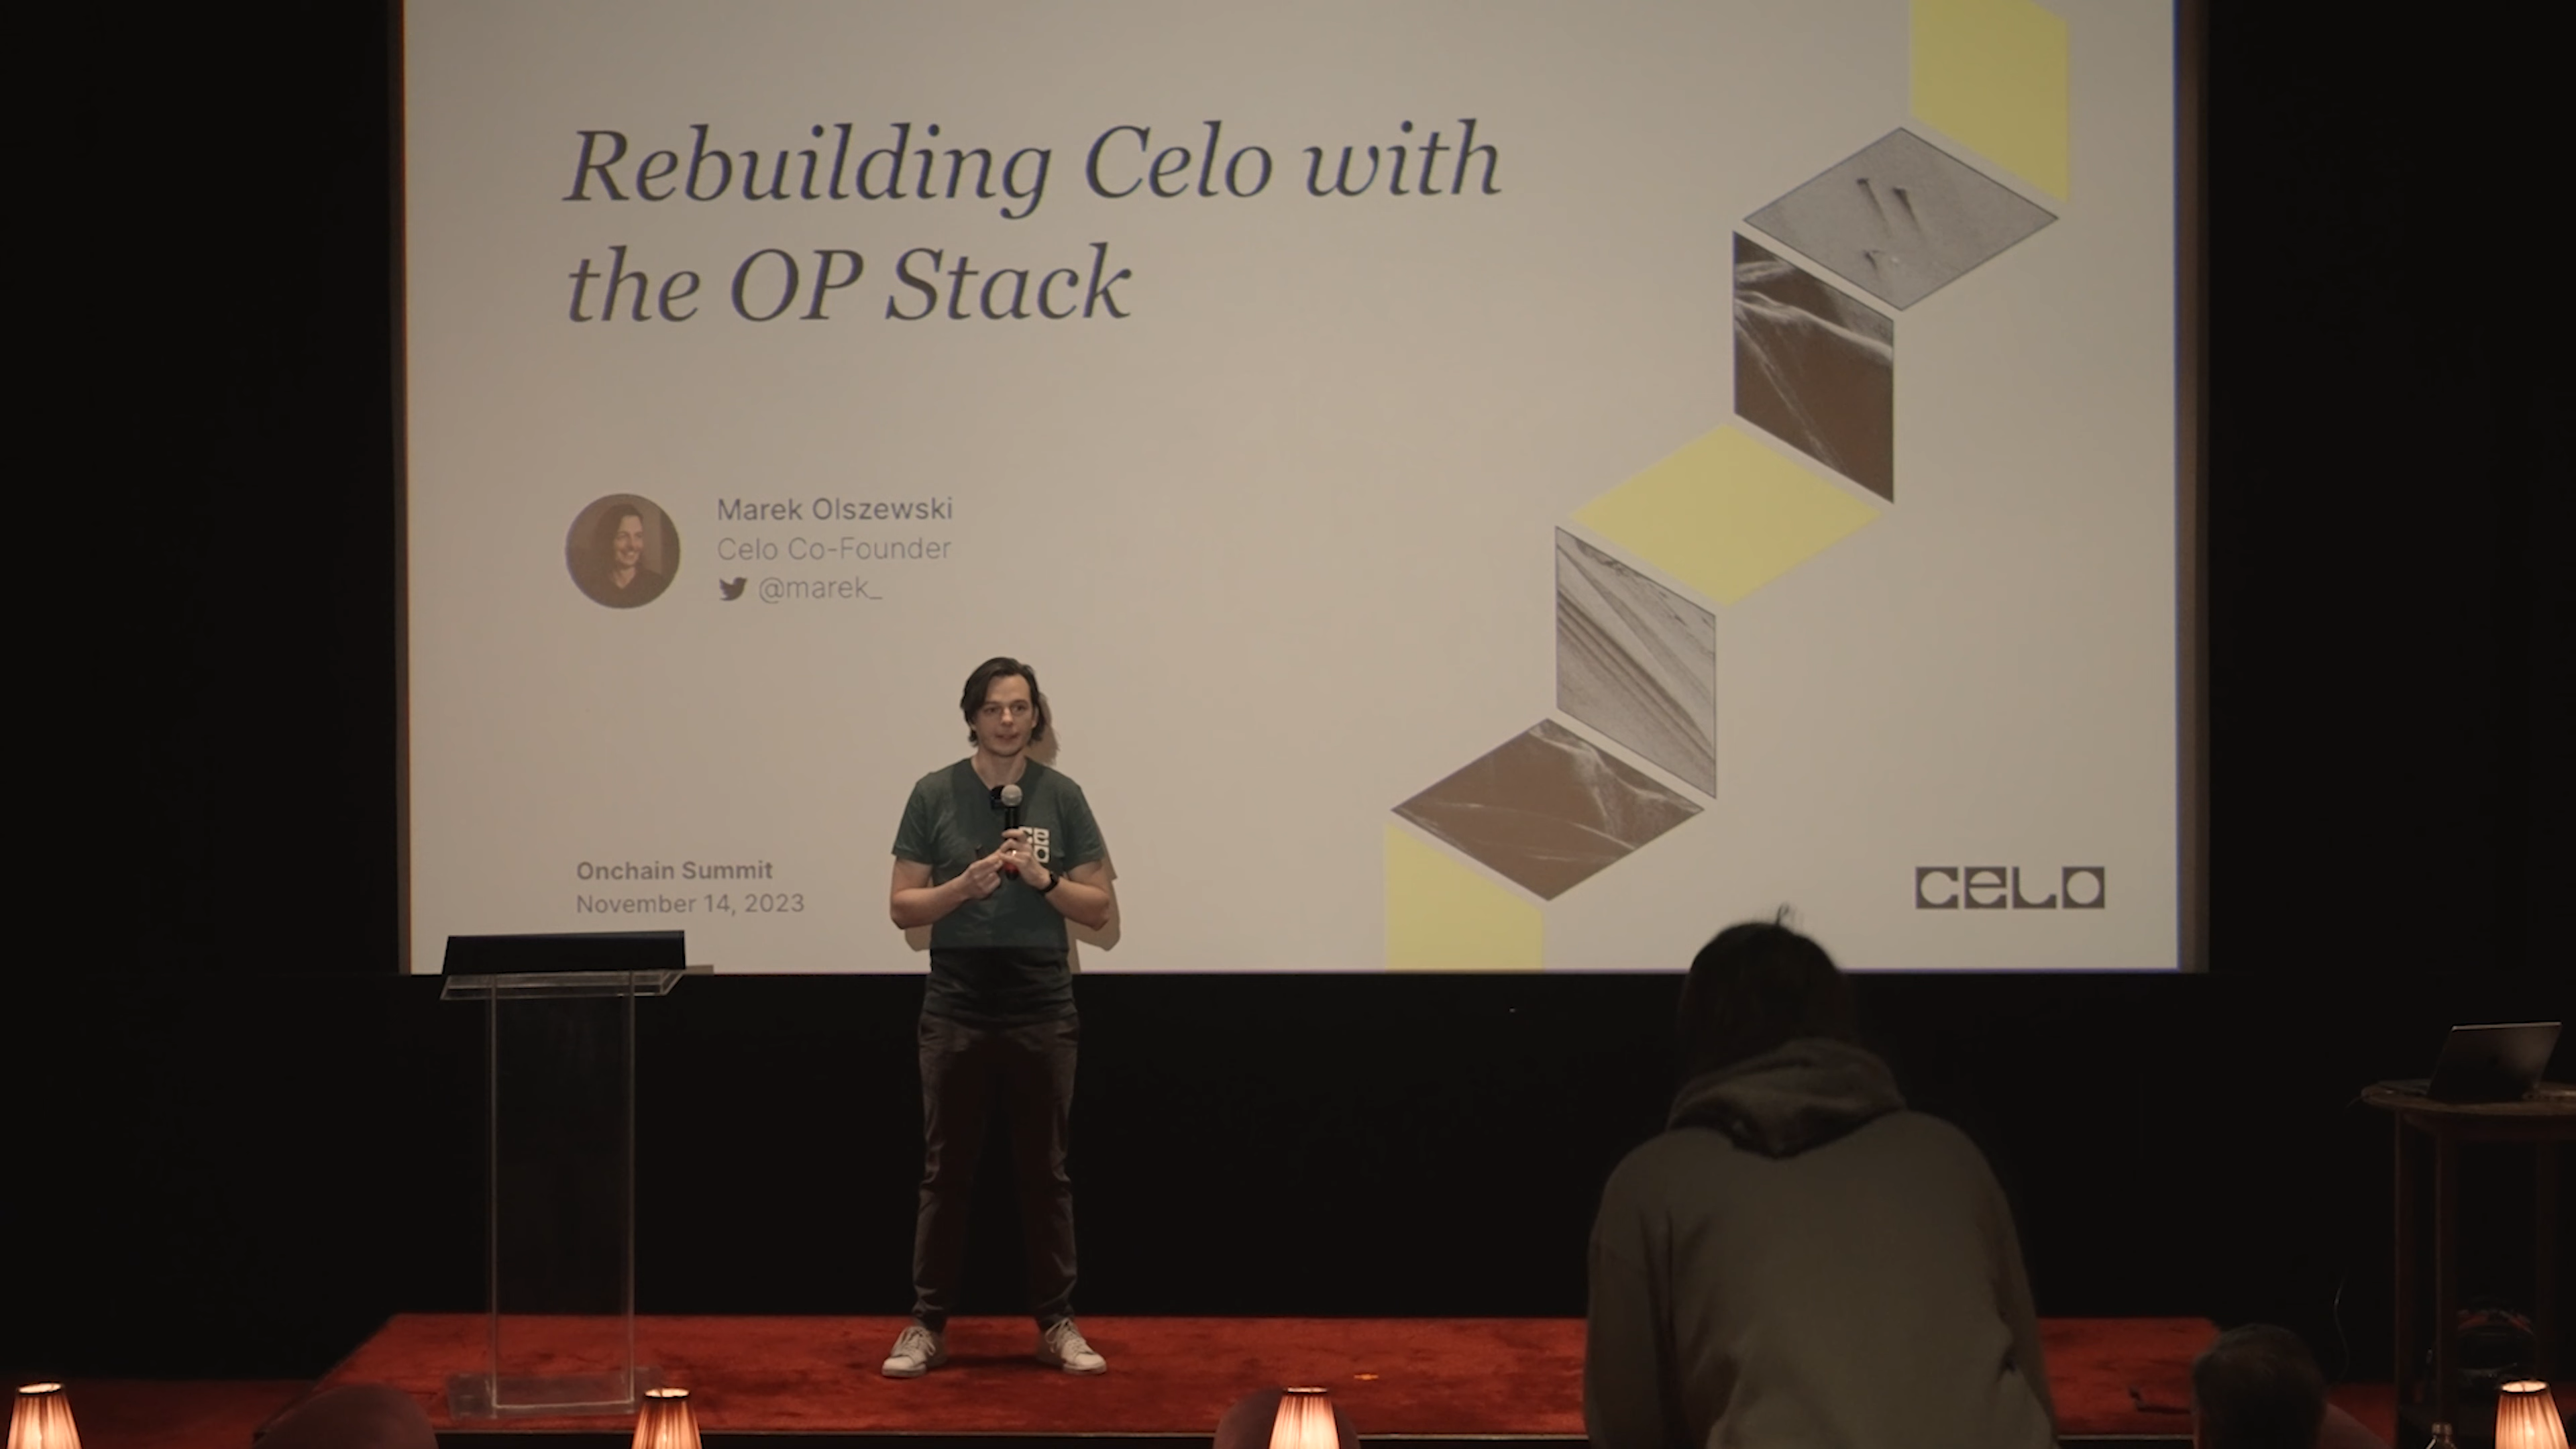 Rebuilding Celo with
the OP Stack
Marek Olszewski
Celo Co-Founder
@marek_
Onchain Summit
November 14, 2023
CELO